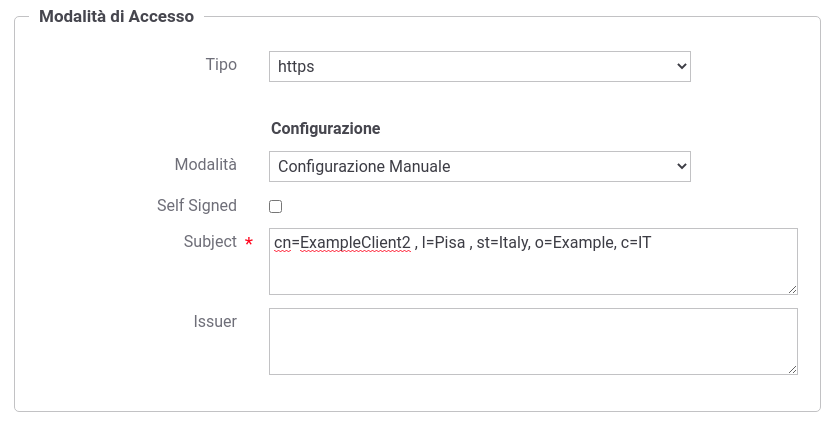 Modalità di Accesso
Tipo https
Configurazione
Modalità Configurazione Manuale
Self Signed
Subject * cn=ExampleClient2 , l=Pisa , st=Italy, o=Example, c=IT
Issuer